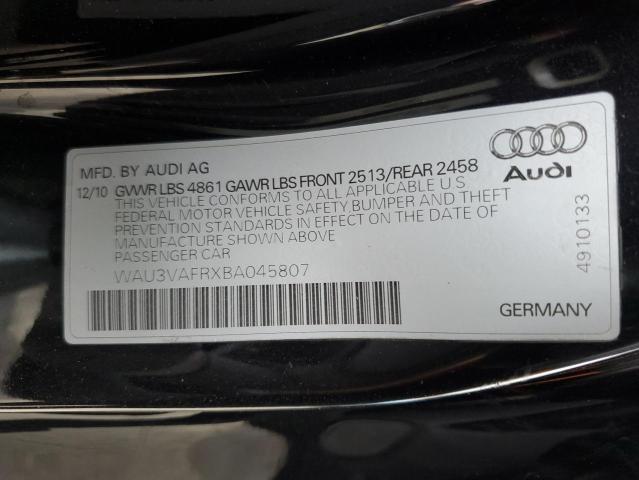 MFD. BY AUDI AG
12/10 GVWR LBS 4861 GAWR LBS FRONT 2513/REAR 2458
THIS VEHICLE CONFORMS TO ALL APPLICABLE U.S
FEDERAL MOTOR VEHICLE SAFETY,BUMPER AND THEFT
PREVENTION STANDARDS IN EFFECT ON THE DATE OF
MANUFACTURE SHOWN ABOVE
PASSENGER CAR
WAU3VAFRXBA045807
Audi
4910133
GERMANY